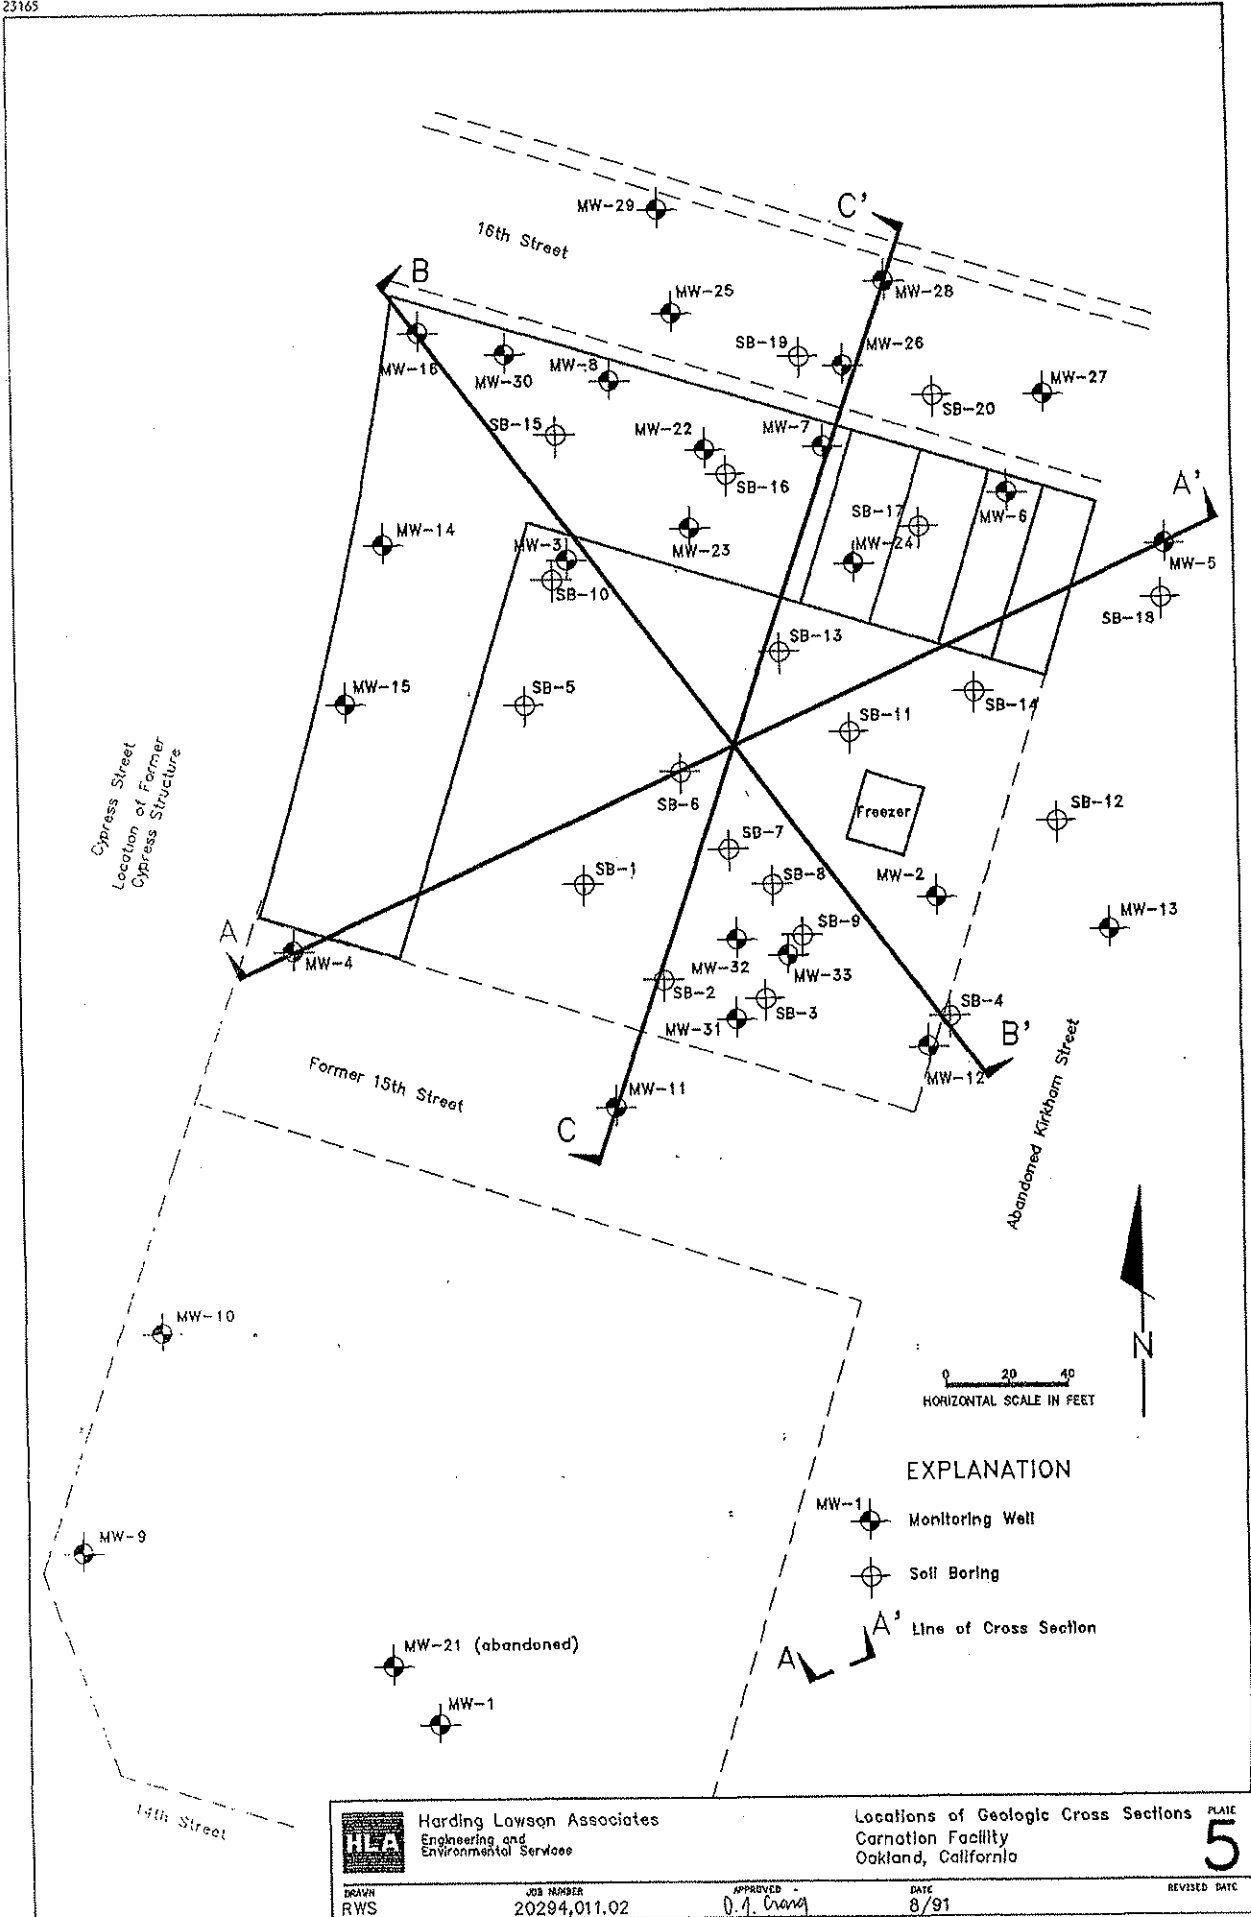 23165
C'
MW-29
16th Street
B
MW-28
MW-25
SB-19
MW-26
MW-16
MW-30
MW-8
MW-27
SB-20
SB-15
MW-22
MW-7
SB-16
A'
MW-6
SB-17
MW-14
MW-3
MW-23
MW-24
MW-5
SB-10
SB-18
SB-13
MW-15
SB-5
SB-14
SB-11
Cypress Street
Location of Former
Cypress Structure
SB-6
Freezer
SB-12
SB-7
SB-1
SB-8
MW-2
MW-13
SB-9
A
MW-4
MW-32
MW-33
SB-2
SB-3
SB-4
MW-31
B'
MW-12
Former 15th Street
MW-11
C
Abandoned Kirkham Street
MW-10
N
0 20 40
HORIZONTAL SCALE IN FEET
EXPLANATION
MW-1
Monitoring Well
MW-9
Soil Boring
A'
Line of Cross Section
A
MW-21 (abandoned)
MW-1
14th Street
HLA
Harding Lawson Associates
Engineering and
Environmental Services
Locations of Geologic Cross Sections
Carnation Facility
Oakland, California
PLATE
5
DRAWN
RWS
JOB NUMBER
20294,011.02
APPROVED
DATE
8/91
REVISED DATE